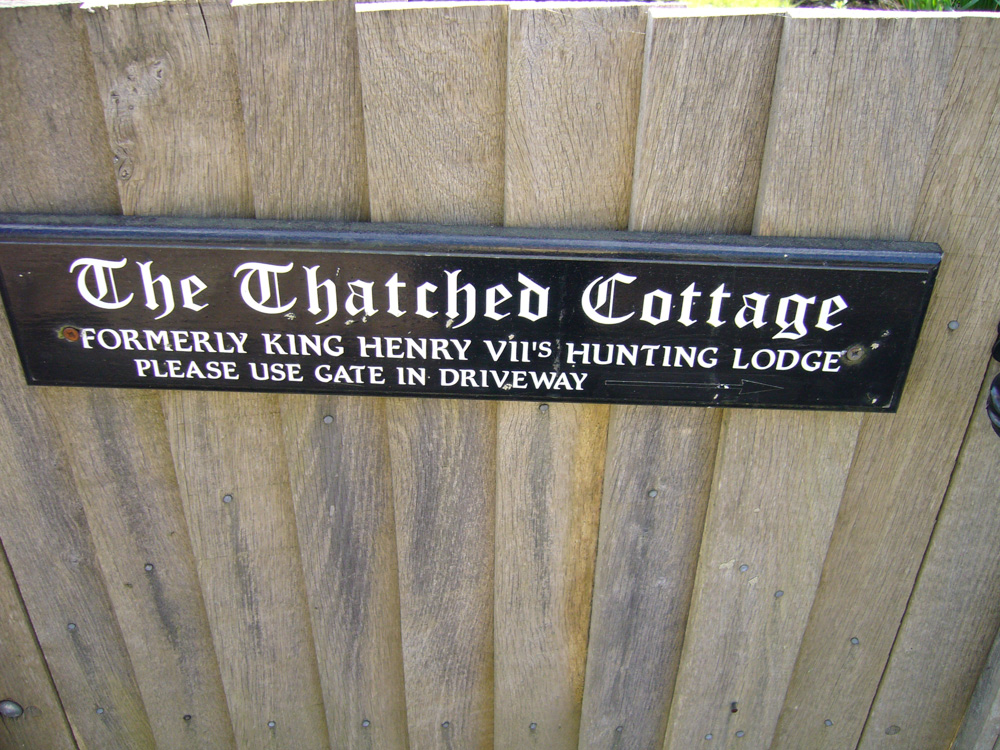 The Thatched Cottage
FORMERLY KING HENRY VII'S HUNTING LODGE
PLEASE USE GATE IN DRIVEWAY